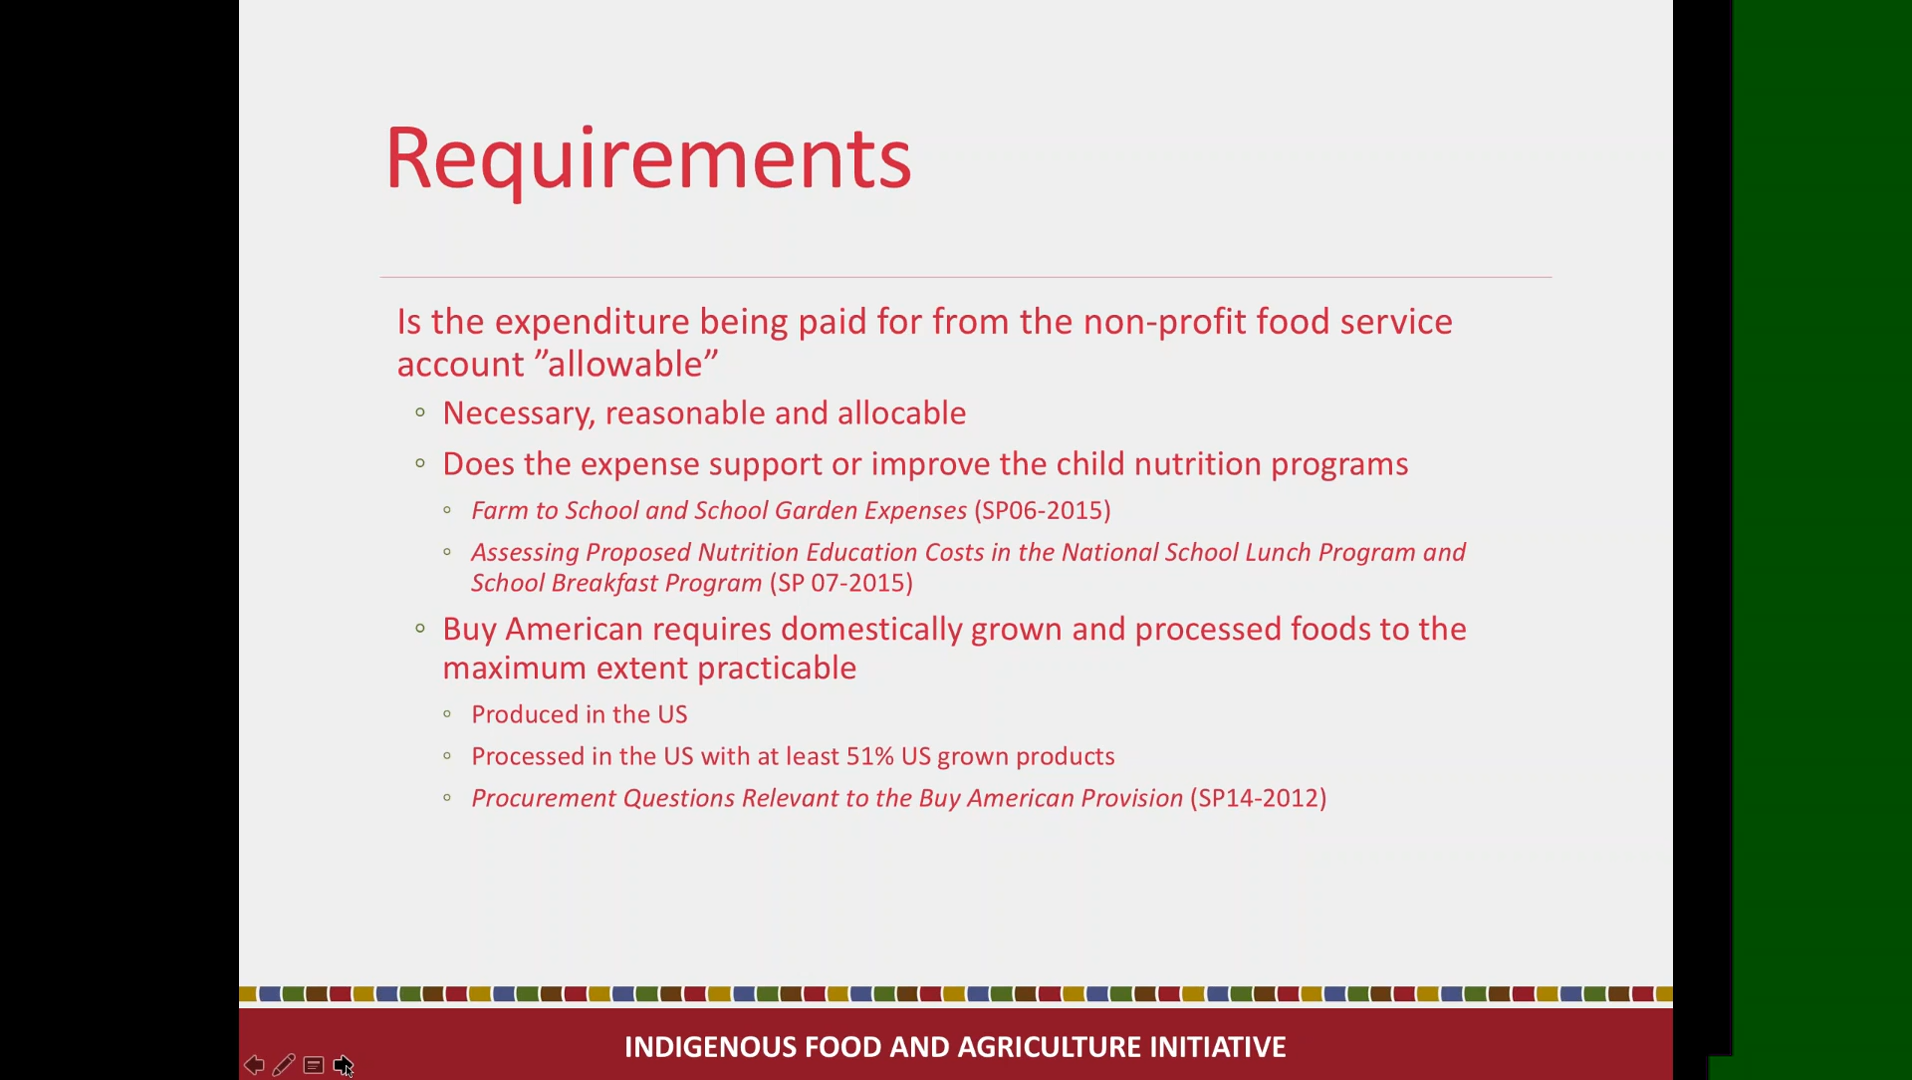 Requirements
Is the expenditure being paid for from the non-profit food service
account ”allowable”
Necessary, reasonable and allocable
Does the expense support or improve the child nutrition programs
Farm to School and School Garden Expenses (SP06-2015)
Assessing Proposed Nutrition Education Costs in the National School Lunch Program and
School Breakfast Program (SP 07-2015)
Buy American requires domestically grown and processed foods to the
maximum extent practicable
Produced in the US
Processed in the US with at least 51% US grown products
Procurement Questions Relevant to the Buy American Provision (SP14-2012)
INDIGENOUS FOOD AND AGRICULTURE INITIATIVE